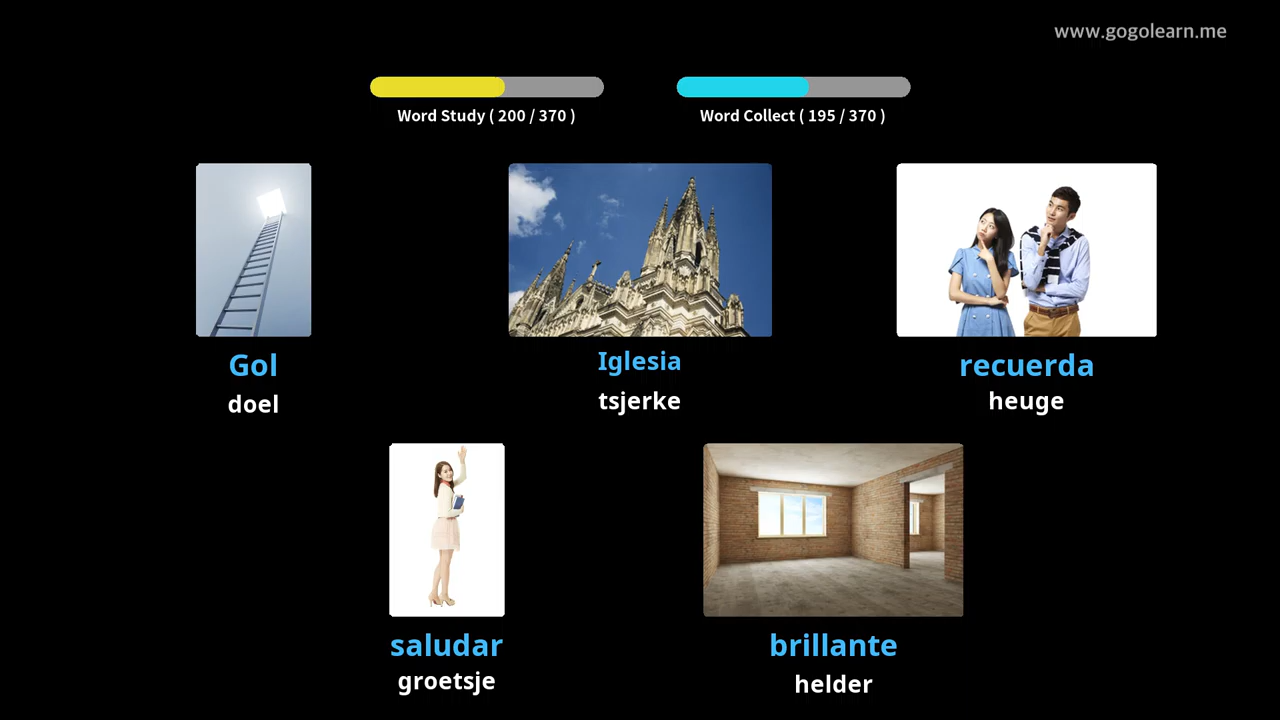 www.gogolearn.me
Word Study ( 200 / 370 )
Word Collect ( 195 / 370 )
Gol
doel
Iglesia
tsjerke
recuerda
heuge
saludar
groetsje
brillante
helder